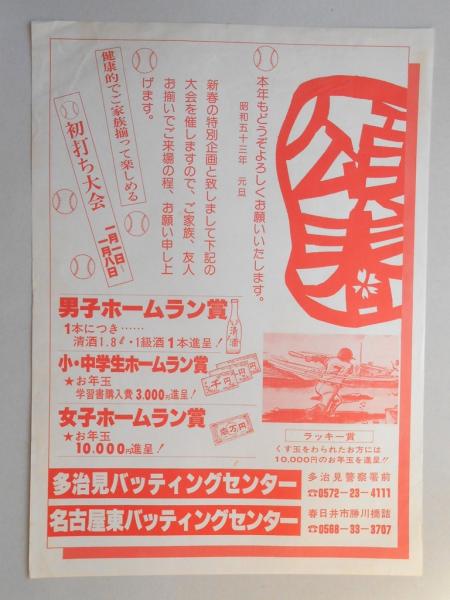 頌春
本年もどうぞよろしくお願いいたします。
昭和五十三年 元旦
新春の特別企画と致しまして下記の
大会を催しますので、ご家族、友人
お揃いでご来場の程、お願い申し上
げます。
健康的でご家族揃って楽しめる
初打ち大会
一月一日〜
一月八日
男子ホームラン賞
1本につき……
清酒1.8ℓ・1級酒1本進呈！
清酒
小・中学生ホームラン賞
★お年玉
学習書購入費3.000円進呈！
千円
千円
千円
女子ホームラン賞
★お年玉
10.000円進呈！
壱万円
ラッキー賞
くす玉をわられたお方には
10,000円のお年玉を進呈!!
多治見バッティングセンター
多治見警察署前
☎0572-23-4111
名古屋東バッティングセンター
春日井市勝川橋詰
☎0568-33-3707